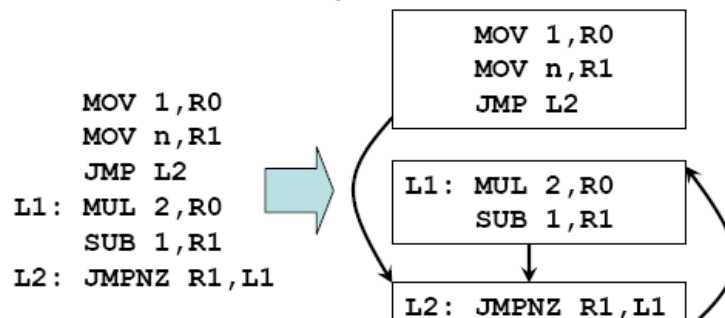 MOV 1,R0
MOV n,R1
JMP L2
L1: MUL 2,R0
SUB 1,R1
L2: JMPNZ R1,L1
MOV 1,R0
MOV n,R1
JMP L2
L1: MUL 2,R0
SUB 1,R1
L2: JMPNZ R1,L1